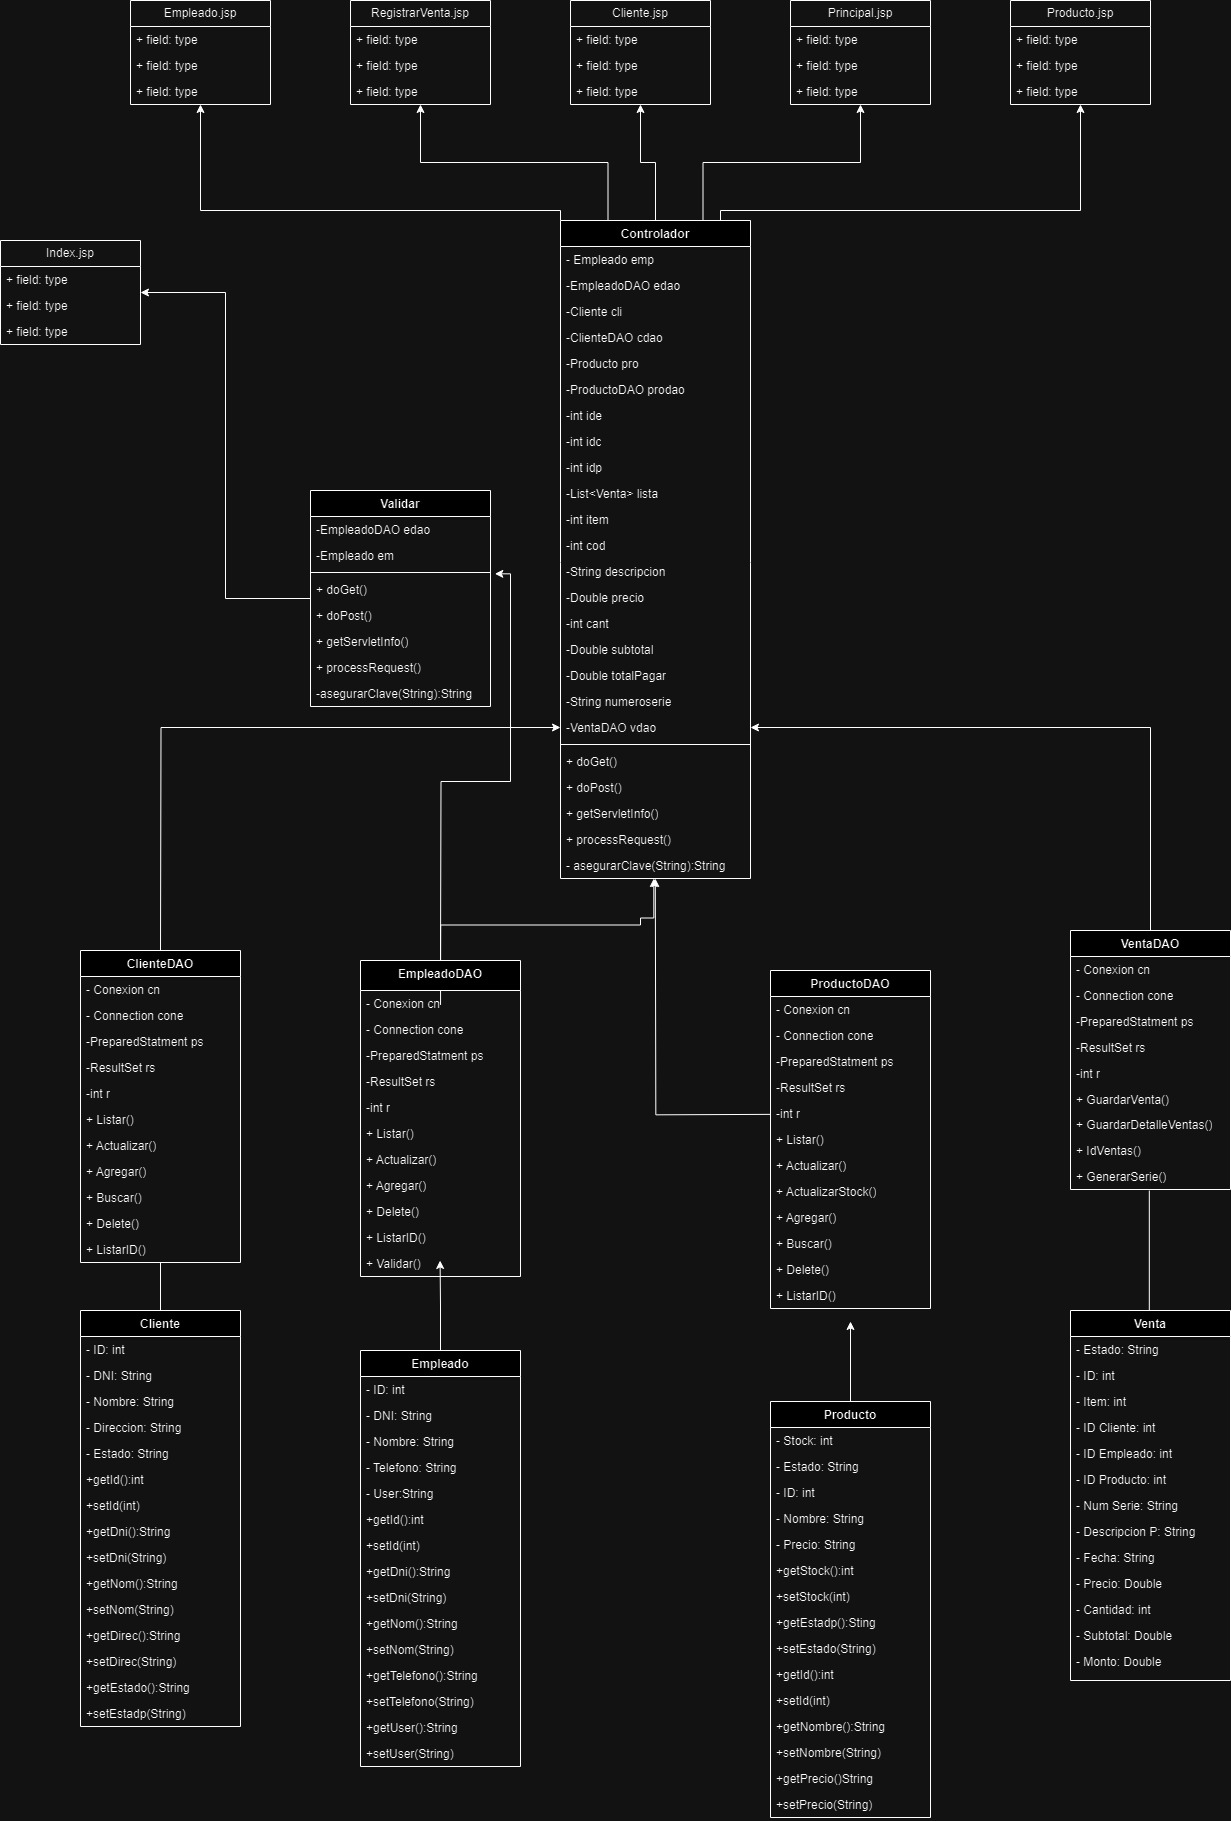 Empleado.jsp
+ field: type
+ field: type
+ field: type
RegistrarVenta.jsp
+ field: type
+ field: type
+ field: type
Cliente.jsp
+ field: type
+ field: type
+ field: type
Principal.jsp
+ field: type
+ field: type
+ field: type
Producto.jsp
+ field: type
+ field: type
+ field: type
Index.jsp
+ field: type
+ field: type
+ field: type
Controlador
- Empleado emp
-EmpleadoDAO edao
-Cliente cli
-ClienteDAO cdao
-Producto pro
-ProductoDAO prodao
-int ide
-int idc
-int idp
-List<Venta> lista
-int item
-int cod
-String descripcion
-Double precio
-int cant
-Double subtotal
-Double totalPagar
-String numeroserie
-VentaDAO vdao
+ doGet()
+ doPost()
+ getServletInfo()
+ processRequest()
- asegurarClave(String):String
Validar
-EmpleadoDAO edao
-Empleado em
+ doGet()
+ doPost()
+ getServletInfo()
+ processRequest()
-asegurarClave(String):String
ClienteDAO
- Conexion cn
- Connection cone
-PreparedStatment ps
-ResultSet rs
-int r
+ Listar()
+ Actualizar()
+ Agregar()
+ Buscar()
+ Delete()
+ ListarID()
EmpleadoDAO
- Conexion cn
- Connection cone
-PreparedStatment ps
-ResultSet rs
-int r
+ Listar()
+ Actualizar()
+ Agregar()
+ Delete()
+ ListarID()
+ Validar()
ProductoDAO
- Conexion cn
- Connection cone
-PreparedStatment ps
-ResultSet rs
-int r
+ Listar()
+ Actualizar()
+ ActualizarStock()
+ Agregar()
+ Buscar()
+ Delete()
+ ListarID()
VentaDAO
- Conexion cn
- Connection cone
-PreparedStatment ps
-ResultSet rs
-int r
+ GuardarVenta()
+ GuardarDetalleVentas()
+ IdVentas()
+ GenerarSerie()
Cliente
- ID: int
- DNI: String
- Nombre: String
- Direccion: String
- Estado: String
+getId():int
+setId(int)
+getDni():String
+setDni(String)
+getNom():String
+setNom(String)
+getDirec():String
+setDirec(String)
+getEstado():String
+setEstadp(String)
Empleado
- ID: int
- DNI: String
- Nombre: String
- Telefono: String
- User:String
+getId():int
+setId(int)
+getDni():String
+setDni(String)
+getNom():String
+setNom(String)
+getTelefono():String
+setTelefono(String)
+getUser():String
+setUser(String)
Producto
- Stock: int
- Estado: String
- ID: int
- Nombre: String
- Precio: String
+getStock():int
+setStock(int)
+getEstadp():Sting
+setEstado(String)
+getId():int
+setId(int)
+getNombre():String
+setNombre(String)
+getPrecio()String
+setPrecio(String)
Venta
- Estado: String
- ID: int
- Item: int
- ID Cliente: int
- ID Empleado: int
- ID Producto: int
- Num Serie: String
- Descripcion P: String
- Fecha: String
- Precio: Double
- Cantidad: int
- Subtotal: Double
- Monto: Double